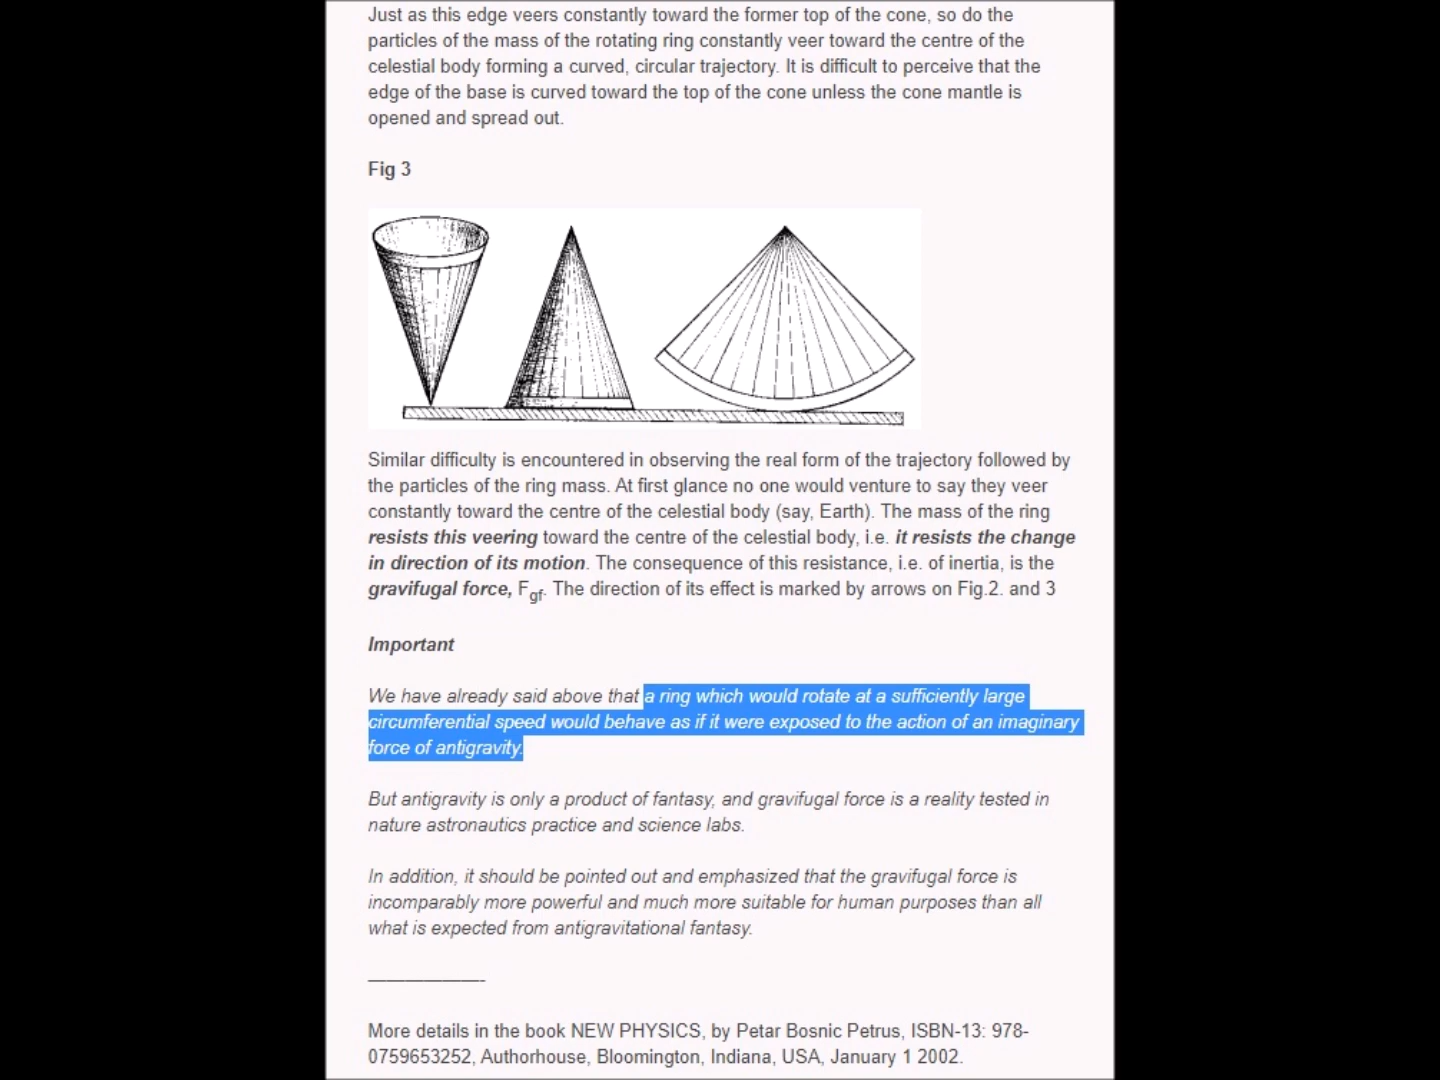 Just as this edge veers constantly toward the former top of the cone, so do the
particles of the mass of the rotating ring constantly veer toward the centre of the
celestial body forming a curved, circular trajectory. It is difficult to perceive that the
edge of the base is curved toward the top of the cone unless the cone mantle is
opened and spread out.
Fig 3
Similar difficulty is encountered in observing the real form of the trajectory followed by
the particles of the ring mass. At first glance no one would venture to say they veer
constantly toward the centre of the celestial body (say, Earth). The mass of the ring
resists this veering toward the centre of the celestial body, i.e. it resists the change
in direction of its motion. The consequence of this resistance, i.e. of inertia, is the
gravifugal force, Fgf. The direction of its effect is marked by arrows on Fig.2. and 3
Important
We have already said above that a ring which would rotate at a sufficiently large
circumferential speed would behave as if it were exposed to the action of an imaginary
force of antigravity.
But antigravity is only a product of fantasy, and gravifugal force is a reality tested in
nature astronautics practice and science labs.
In addition, it should be pointed out and emphasized that the gravifugal force is
incomparably more powerful and much more suitable for human purposes than all
what is expected from antigravitational fantasy.
——————-
More details in the book NEW PHYSICS, by Petar Bosnic Petrus, ISBN-13: 978-
0759653252, Authorhouse, Bloomington, Indiana, USA, January 1 2002.